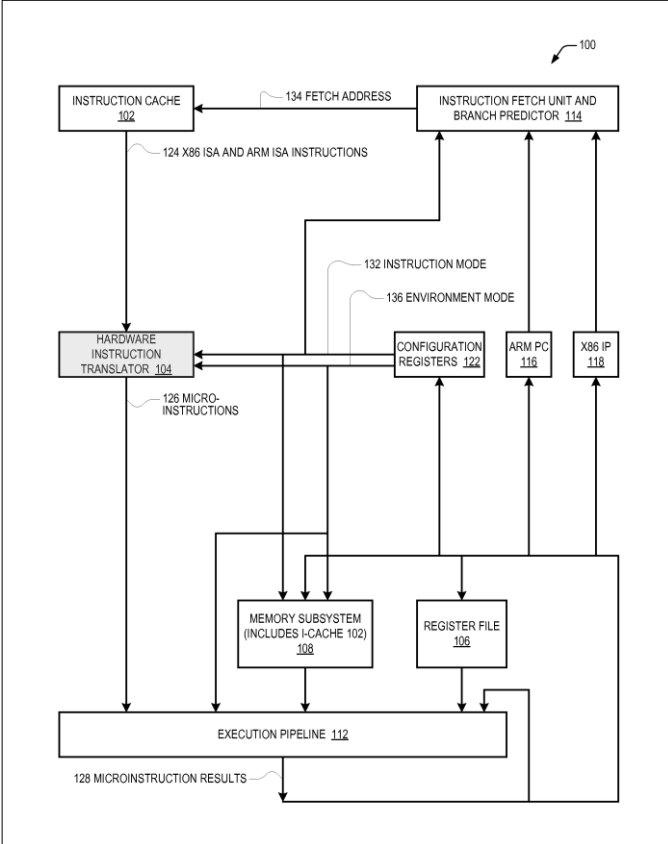 100
INSTRUCTION CACHE
102
134 FETCH ADDRESS
INSTRUCTION FETCH UNIT AND
BRANCH PREDICTOR 114
124 X86 ISA AND ARM ISA INSTRUCTIONS
132 INSTRUCTION MODE
136 ENVIRONMENT MODE
HARDWARE
INSTRUCTION
TRANSLATOR 104
CONFIGURATION
REGISTERS 122
ARM PC
116
X86 IP
118
126 MICRO-
INSTRUCTIONS
MEMORY SUBSYSTEM
(INCLUDES I-CACHE 102)
108
REGISTER FILE
106
EXECUTION PIPELINE 112
128 MICROINSTRUCTION RESULTS